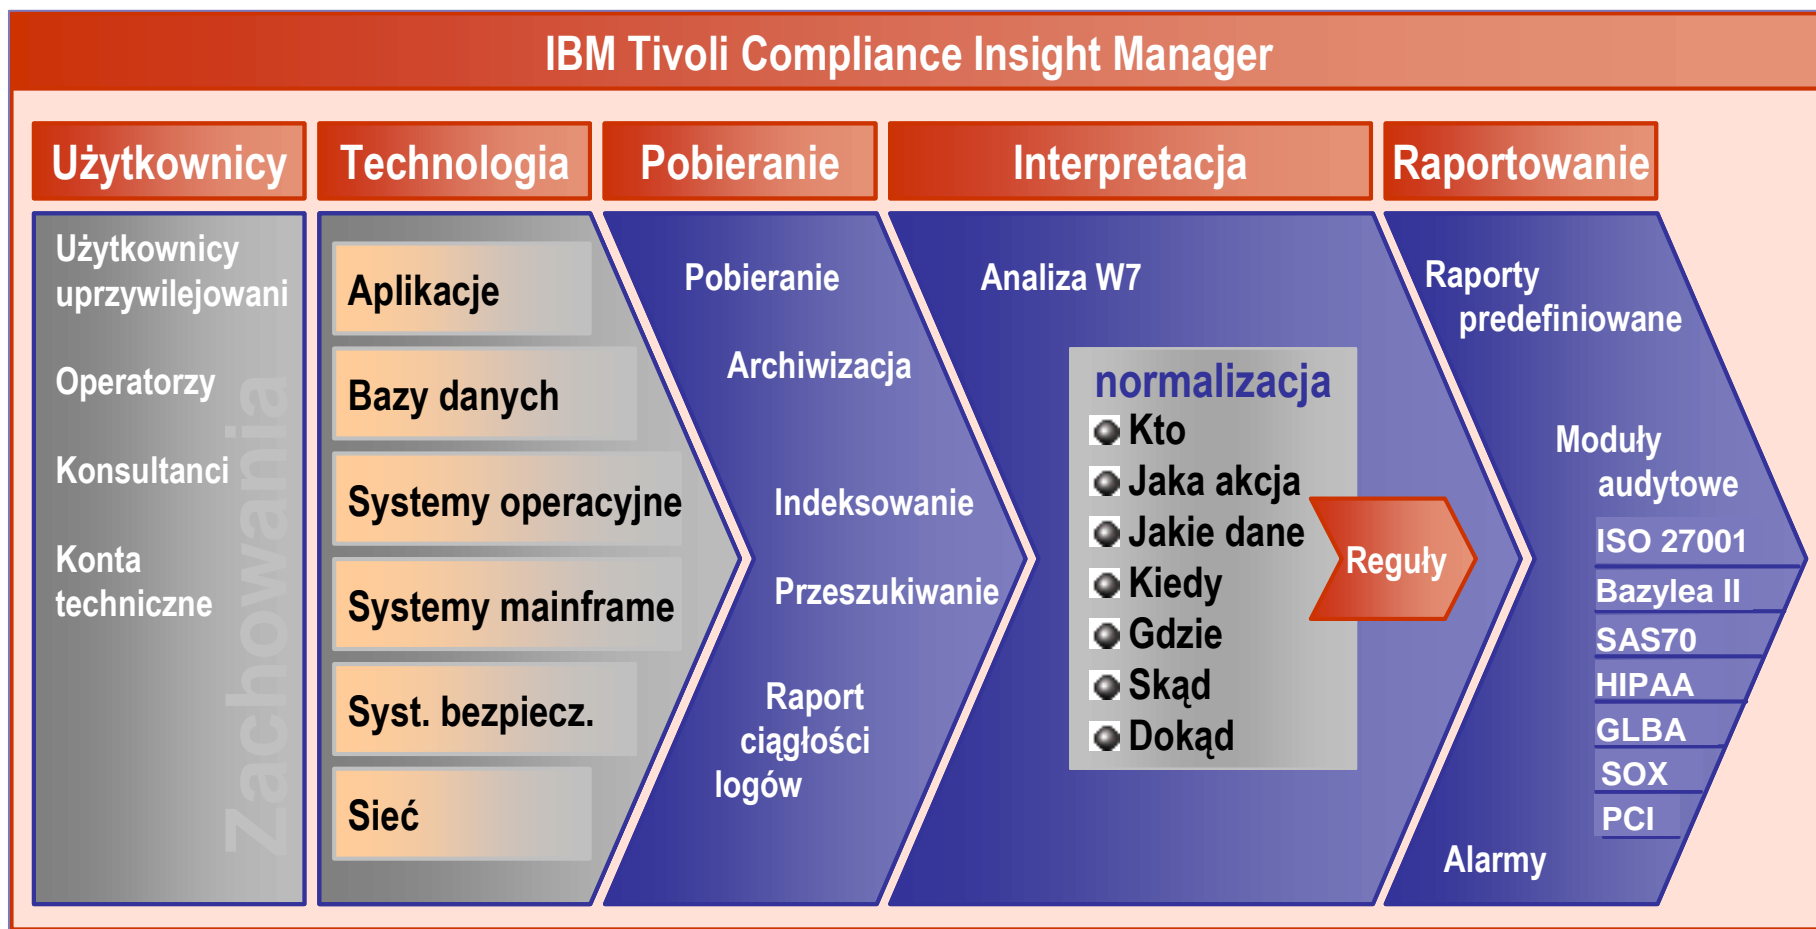 IBM Tivoli Compliance Insight Manager
Użytkownicy
Technologia
Pobieranie
Interpretacja
Raportowanie
Użytkownicy
uprzywilejowani
Operatorzy
Konsultanci
Konta
techniczne
Zachowania
Aplikacje
Bazy danych
Systemy operacyjne
Systemy mainframe
Syst. bezpiecz.
Sieć
Pobieranie
Archiwizacja
Indeksowanie
Przeszukiwanie
Raport
ciągłości
logów
Analiza W7
normalizacja
Kto
Jaka akcja
Jakie dane
Kiedy
Gdzie
Skąd
Dokąd
Reguły
Raporty
predefiniowane
Moduły
audytowe
ISO 27001
Bazylea II
SAS70
HIPAA
GLBA
SOX
PCI
Alarmy